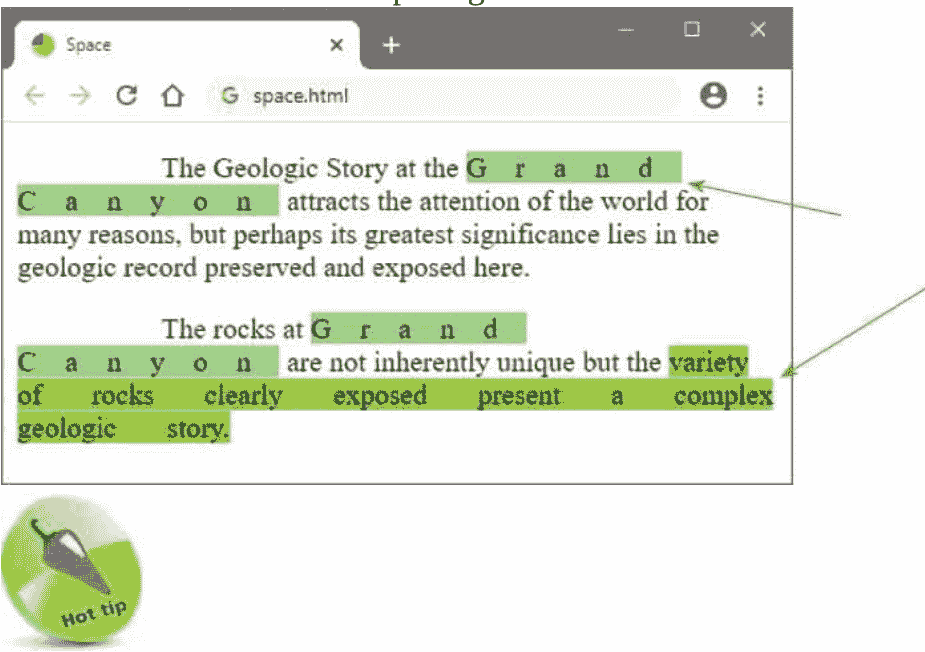 Space
space.html
The Geologic Story at the G r a n d
C a n y o n attracts the attention of the world for
many reasons, but perhaps its greatest significance lies in the
geologic record preserved and exposed here.
The rocks at G r a n d
C a n y o n are not inherently unique but the variety
of rocks clearly exposed present a complex
geologic story.
Hot tip